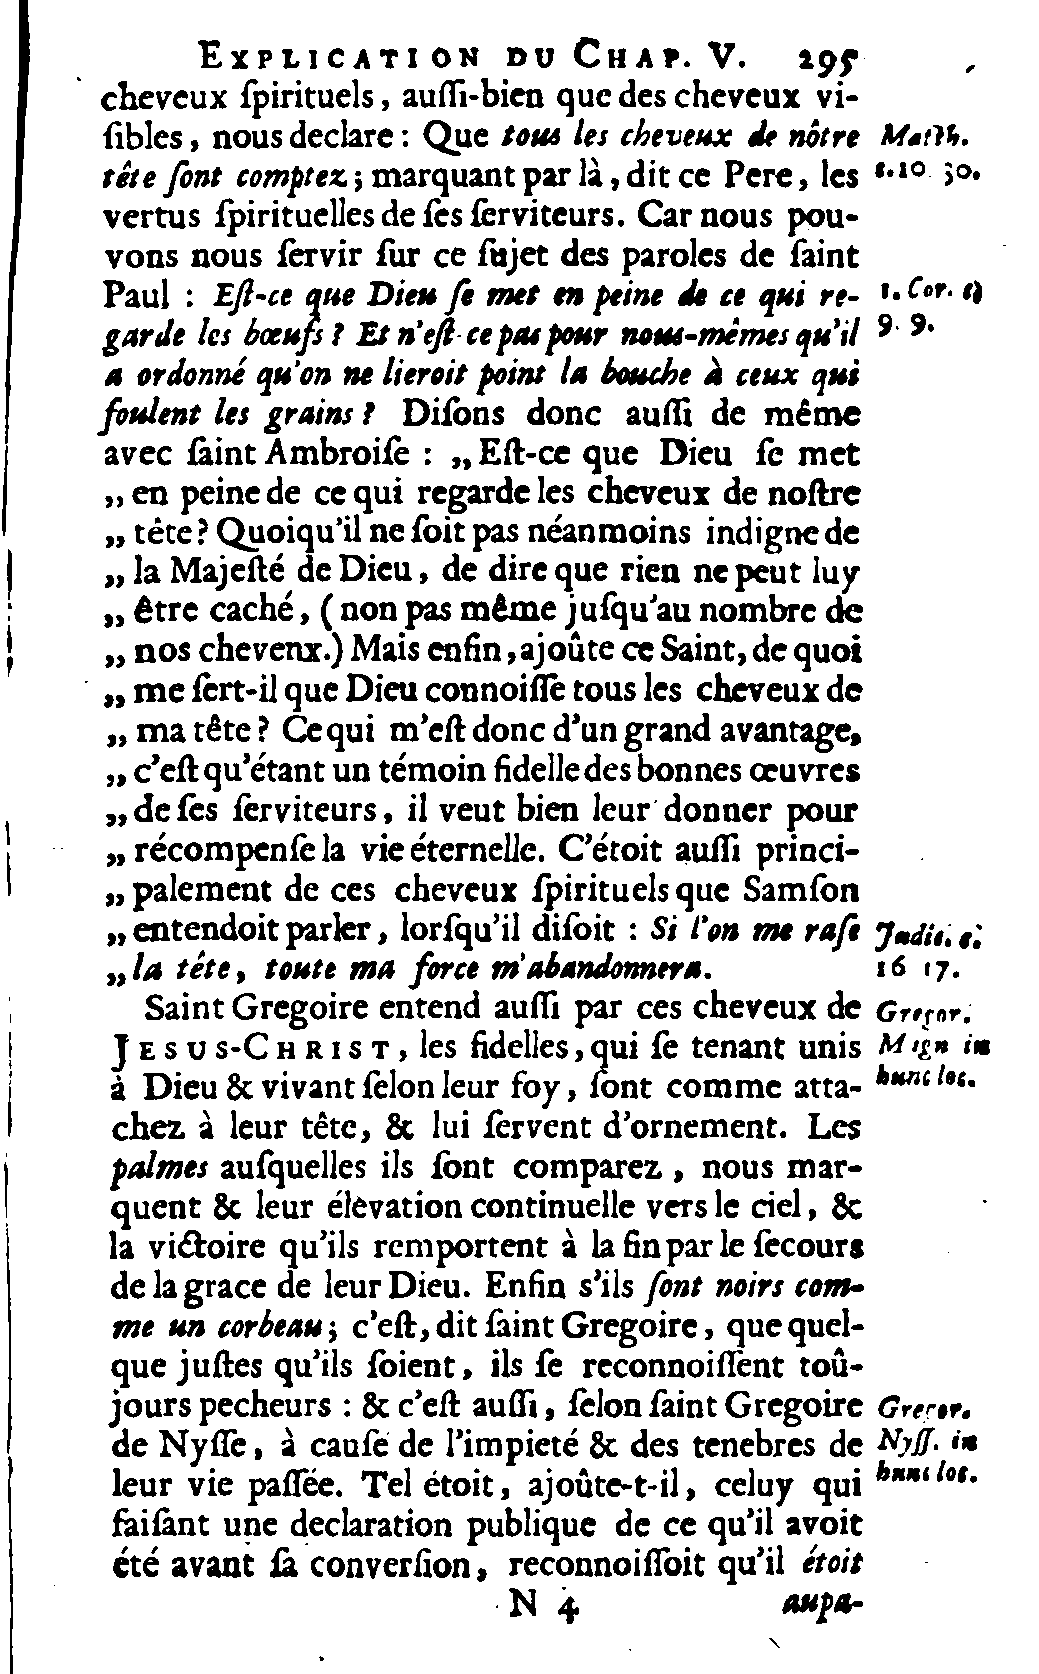 EXPLICATION DU CHAP. V. 295
cheveux ſpirituels, auſſi-bien que des cheveux vi-
ſibles, nous declare : Que tous les cheveux de nôtre
tête ſont comptez ; marquant par là, dit ce Pere, les
vertus ſpirituelles de ſes ſerviteurs. Car nous pou-
vons nous ſervir ſur ce ſujet des paroles de ſaint
Paul : Eſt-ce que Dieu ſe met en peine de ce qui re-
garde les bœufs ? Et n'eſt-ce pas pour nous-mêmes qu'il
a ordonné qu'on ne lieroit point la bouche à ceux qui
foulent les grains ? Diſons donc auſſi de même
avec ſaint Ambroiſe : „ Eſt-ce que Dieu ſe met
„ en peine de ce qui regarde les cheveux de noſtre
„ tête ? Quoiqu'il ne ſoit pas néanmoins indigne de
„ la Majeſté de Dieu, de dire que rien ne peut luy
„ être caché, ( non pas même juſqu'au nombre de
„ nos chevenx.) Mais enfin, ajoûte ce Saint, de quoi
„ me ſert-il que Dieu connoiſſe tous les cheveux de
„ ma tête ? Ce qui m'eſt donc d'un grand avantage,
„ c'eſt qu'étant un témoin fidelle des bonnes œuvres
„ de ſes ſerviteurs, il veut bien leur donner pour
„ récompenſe la vie éternelle. C'étoit auſſi princi-
„ palement de ces cheveux ſpirituels que Samſon
„ entendoit parler, lorſqu'il diſoit : Si l'on me raſe
„ la tête, toute ma force m'abandonnera.
Saint Gregoire entend auſſi par ces cheveux de
JESUS-CHRIST, les fidelles, qui ſe tenant unis
à Dieu & vivant ſelon leur foy, ſont comme atta-
chez à leur tête, & lui ſervent d'ornement. Les
palmes auſquelles ils ſont comparez, nous mar-
quent & leur élevation continuelle vers le ciel, &
la victoire qu'ils remportent à la fin par le ſecours
de la grace de leur Dieu. Enfin s'ils ſont noirs com-
me un corbeau ; c'eſt, dit ſaint Gregoire, que quel-
que juſtes qu'ils ſoient, ils ſe reconnoiſſent toû-
jours pecheurs : & c'eſt auſſi, ſelon ſaint Gregoire
de Nyſſe, à cauſe de l'impieté & des tenebres de
leur vie paſſée. Tel étoit, ajoûte-t-il, celuy qui
faiſant une declaration publique de ce qu'il avoit
été avant ſa converſion, reconnoiſſoit qu'il étoit
N 4 aupa-
Matth.
c. 10 30.
1. Cor.
9. 9.
Judic. c.
16 17.
Gregor.
Magn in
hunc loc.
Gregor.
Nyſſ. in
hunc loc.